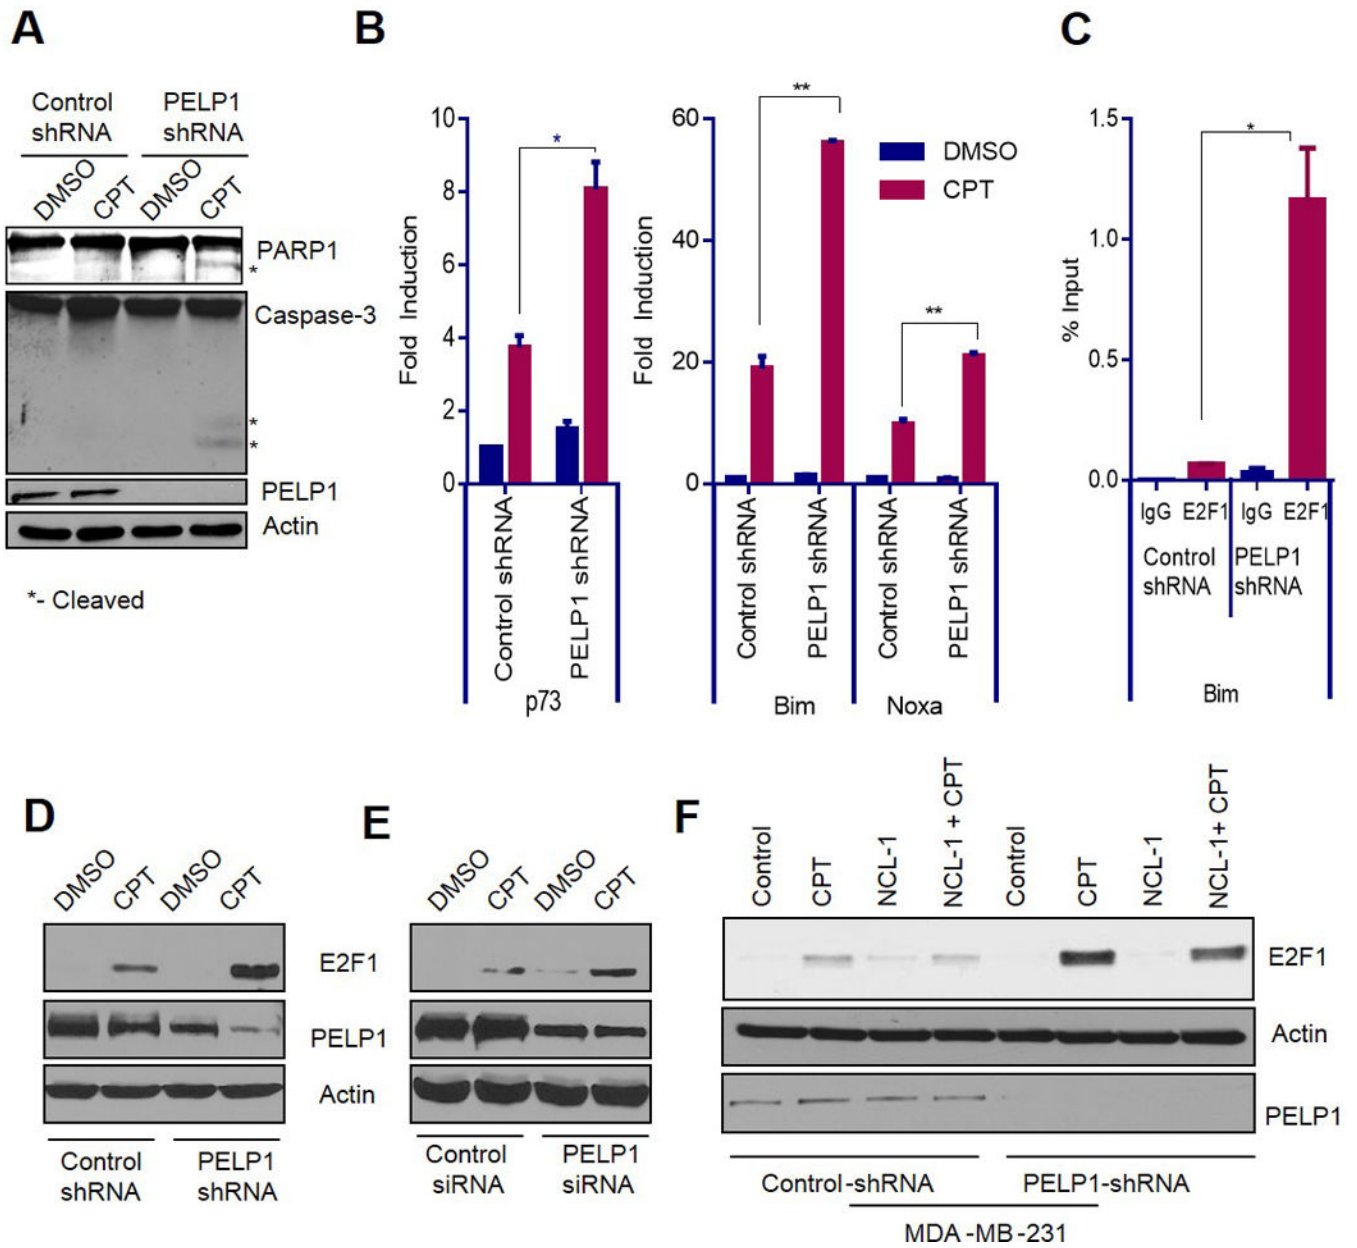 A
Control
shRNA
PELP1
shRNA
DMSO
CPT
DMSO
CPT
PARP1
*
Caspase-3
*
*
PELP1
Actin
*- Cleaved
B
10
8
6
4
2
0
Fold Induction
*
Control shRNA
PELP1 shRNA
p73
60
40
20
0
Fold Induction
**
**
DMSO
CPT
Control shRNA
PELP1 shRNA
Control shRNA
PELP1 shRNA
Bim
Noxa
C
1.5
1.0
0.5
0.0
% Input
*
IgG
E2F1
IgG
E2F1
Control
shRNA
PELP1
shRNA
Bim
D
DMSO
CPT
DMSO
CPT
E2F1
PELP1
Actin
Control
shRNA
PELP1
shRNA
E
DMSO
CPT
DMSO
CPT
Control
siRNA
PELP1
siRNA
F
Control
CPT
NCL-1
NCL-1 + CPT
Control
CPT
NCL-1
NCL-1+ CPT
E2F1
Actin
PELP1
Control-shRNA
PELP1-shRNA
MDA-MB-231